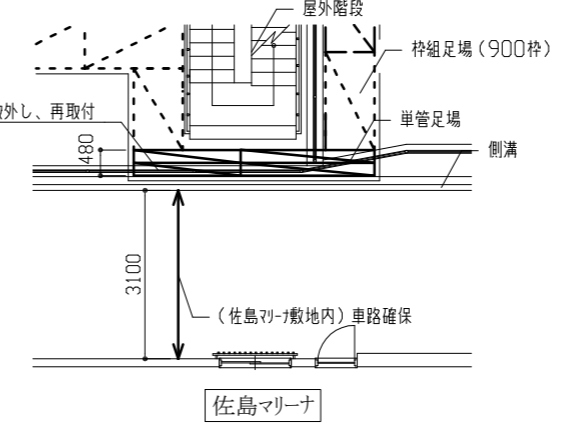 屋外階段
枠組足場（900枠）
外し、再取付
単管足場
480
側溝
3100
（佐島ﾏﾘｰﾅ敷地内）車路確保
佐島マリーナ